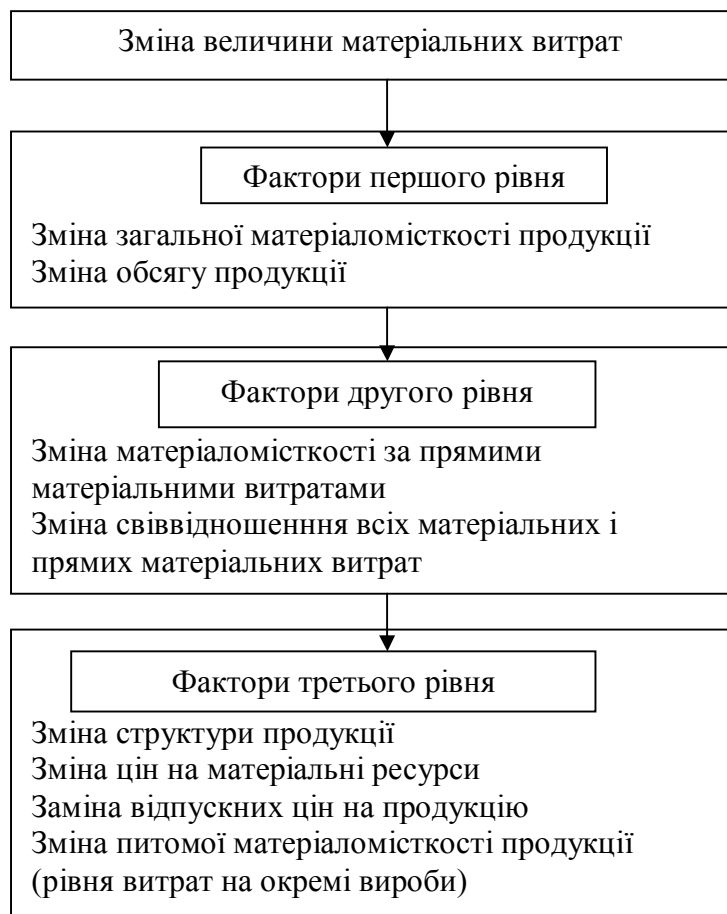 Зміна величини матеріальних витрат
Фактори першого рівня
Зміна загальної матеріаломісткості продукції
Зміна обсягу продукції
Фактори другого рівня
Зміна матеріаломісткості за прямими
матеріальними витратами
Зміна свіввідношенння всіх матеріальних і
прямих матеріальних витрат
Фактори третього рівня
Зміна структури продукції
Зміна цін на матеріальні ресурси
Заміна відпускних цін на продукцію
Зміна питомої матеріаломісткості продукції
(рівня витрат на окремі вироби)